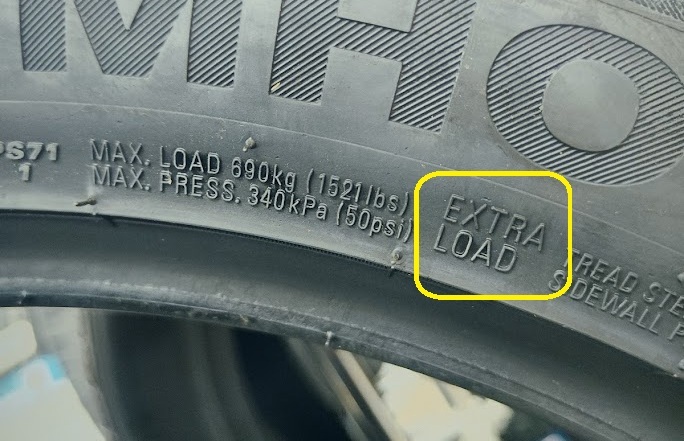 MHO
PS71
1
MAX. LOAD 690kg (1521lbs)
MAX. PRESS. 340kPa (50psi)
EXTRA
LOAD
TREAD STE
SIDEWALL P